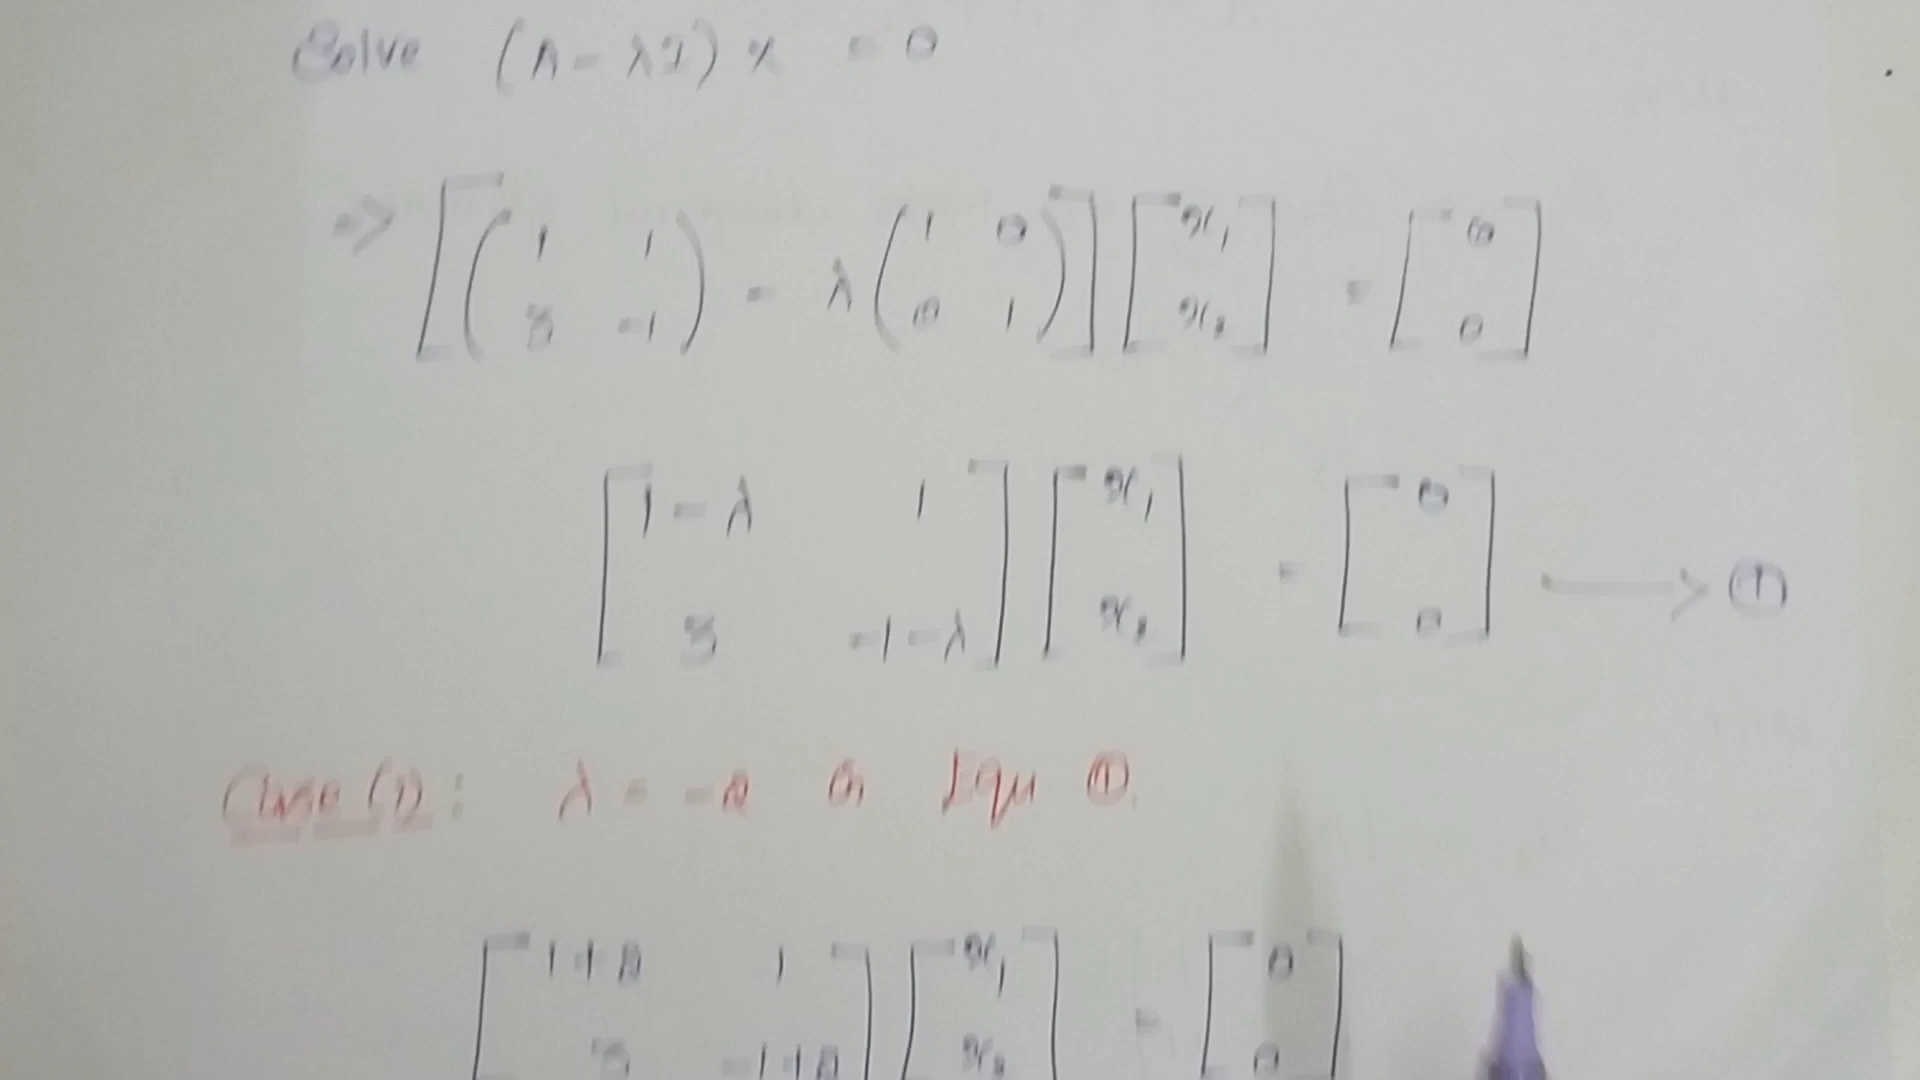 Solve (A - λI) x = 0
⇒ [(1 1 3 -1) - λ(1 0 0 1)] [x₁ x₂] = [0 0]
[1-λ 1 3 -1-λ] [x₁ x₂] = [0 0] → ①
Case (1): λ = -2 in Equ ①
[1+2 1 3 -1+2] [x₁ x₂] = [0 0]